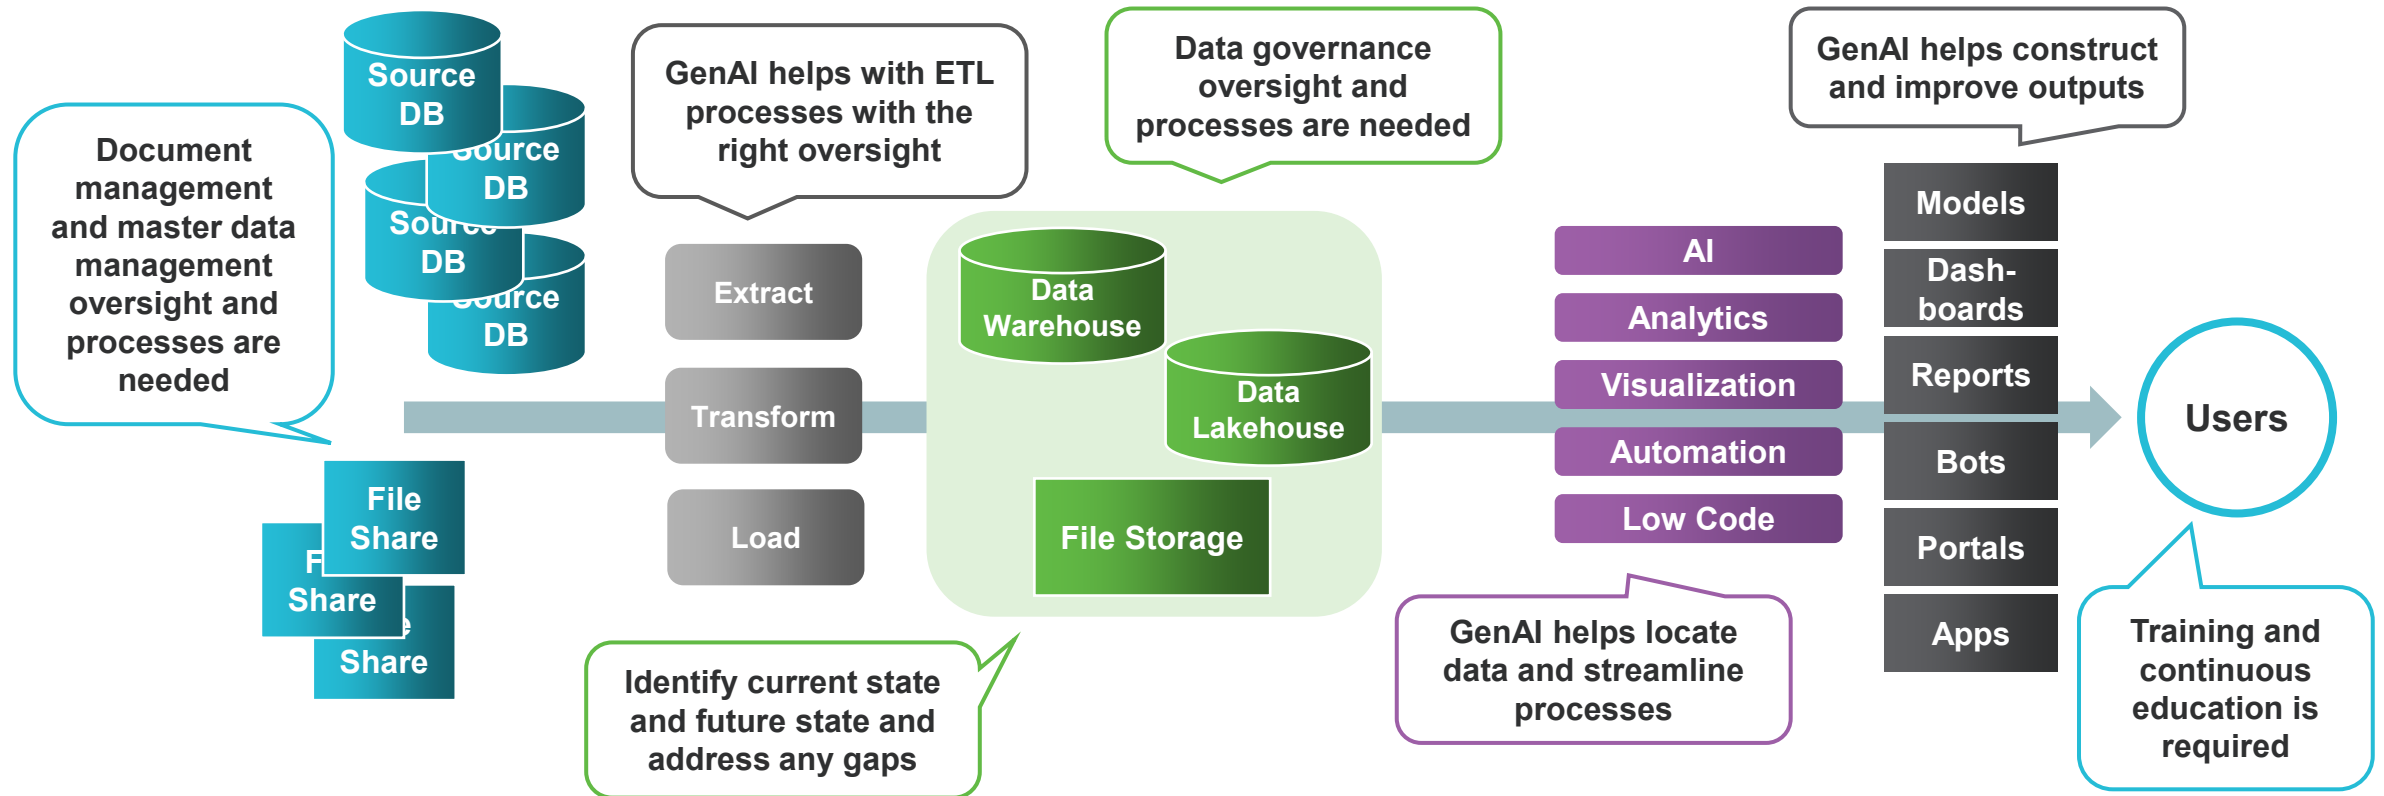 Document
management
and master data
management
oversight and
processes are
needed
Source
DB
Source
DB
Source
DB
Source
DB
File
Share
F
Share
e
Share
GenAI helps with ETL
processes with the
right oversight
Extract
Transform
Load
Data governance
oversight and
processes are needed
Data
Warehouse
Data
Lakehouse
File Storage
Identify current state
and future state and
address any gaps
AI
Analytics
Visualization
Automation
Low Code
GenAI helps locate
data and streamline
processes
GenAI helps construct
and improve outputs
Models
Dash-
boards
Reports
Bots
Portals
Apps
Users
Training and
continuous
education is
required